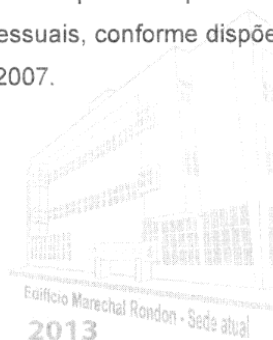 essuais, conforme dispõe
2007.
Edifício Marechal Rondon - Sede atual
2013